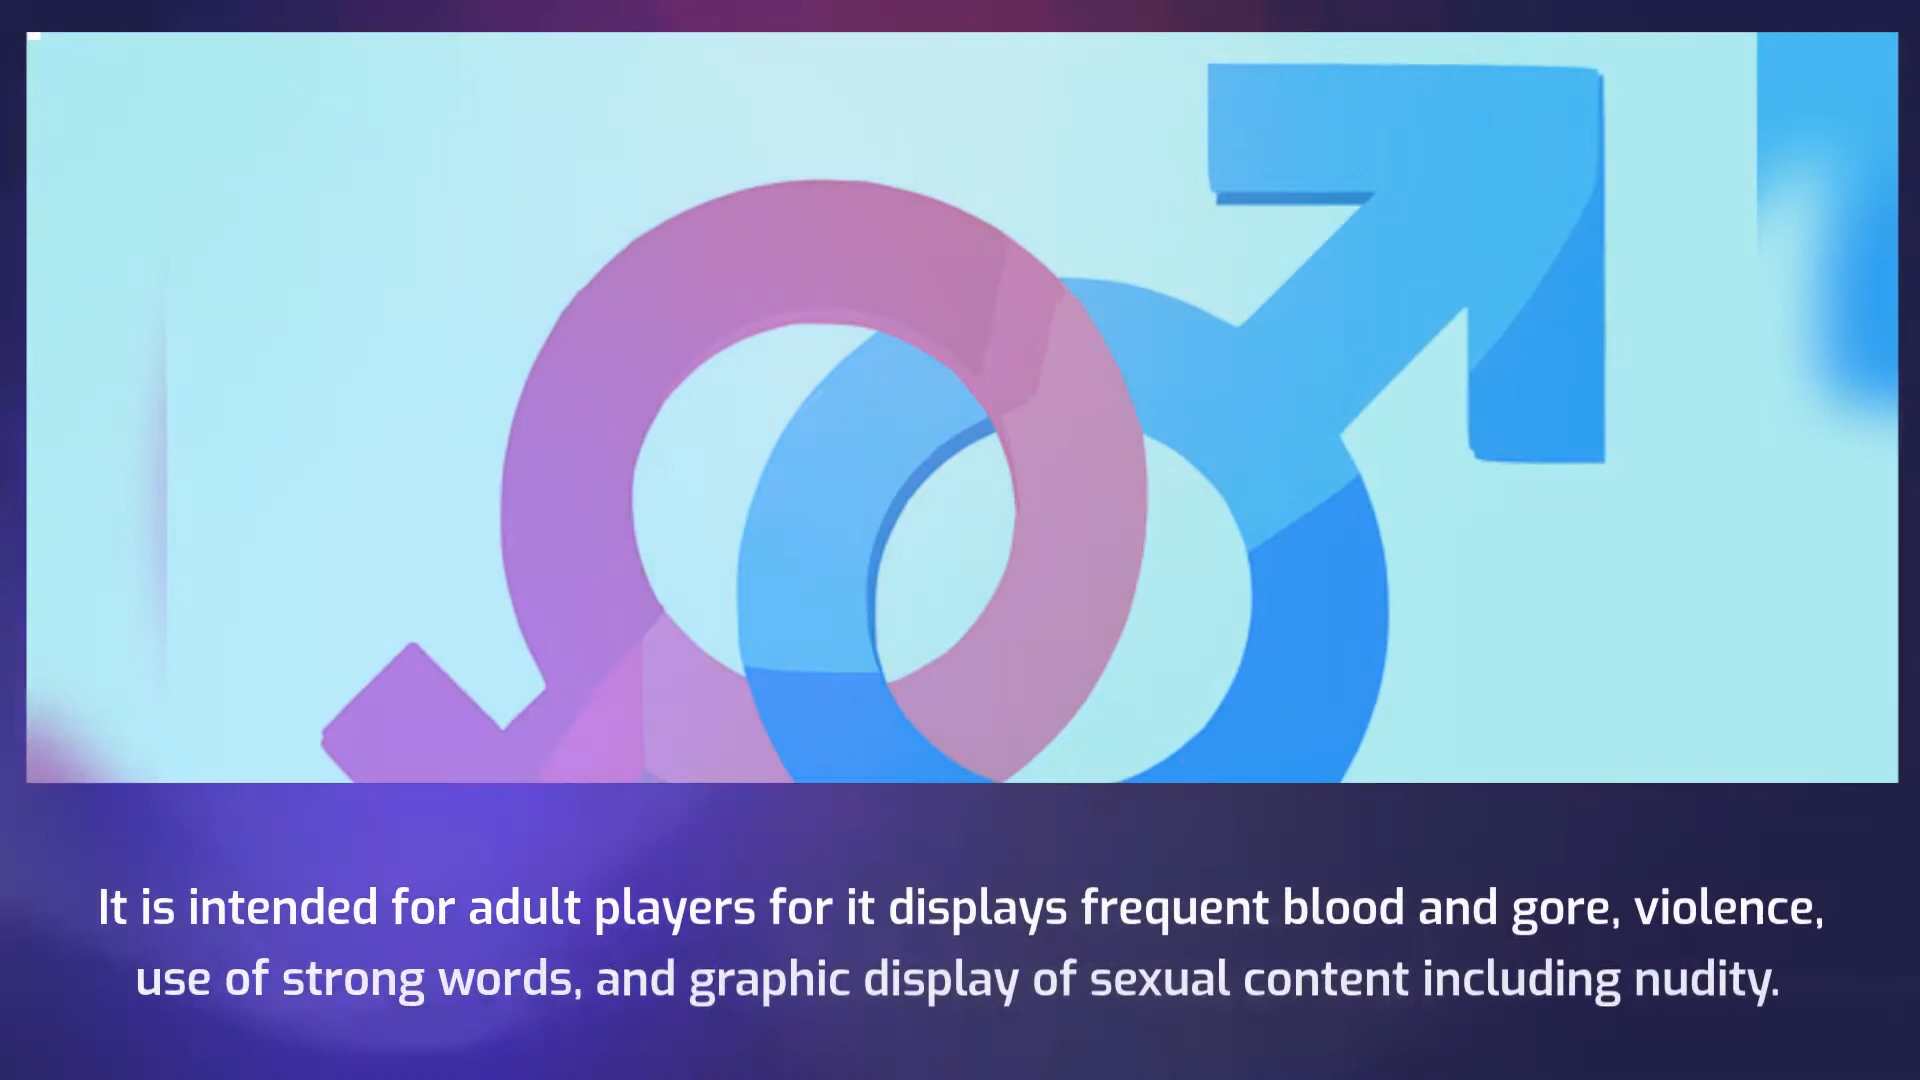 It is intended for adult players for it displays frequent blood and gore, violence,
use of strong words, and graphic display of sexual content including nudity.